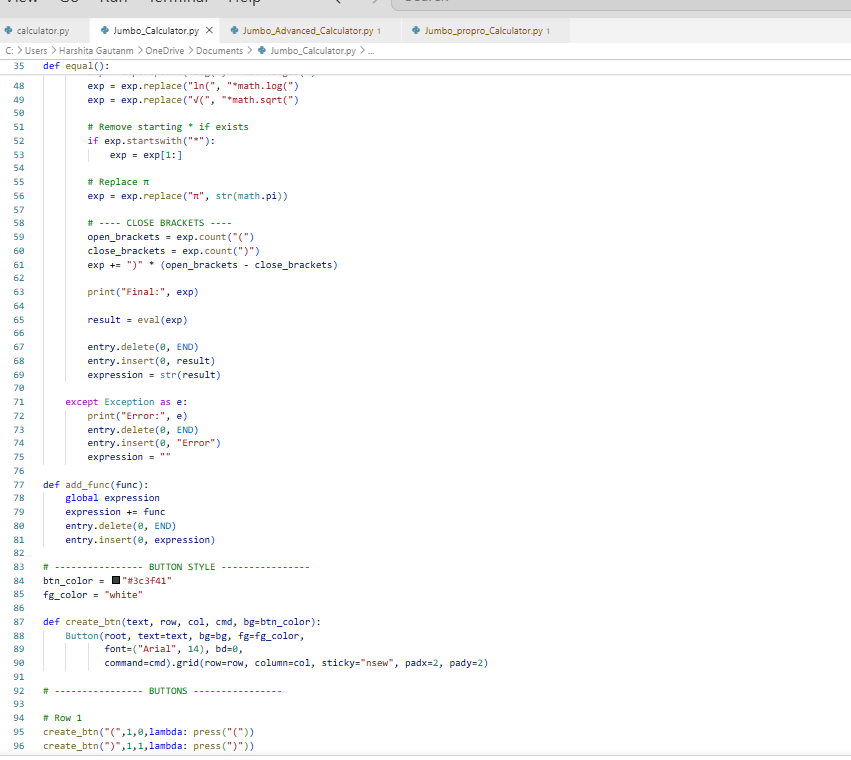 Terminal Help
calculator.py Jumbo_Calculator.py × Jumbo_Advanced_Calculator.py 1 Jumbo_propro_Calculator.py 1
C: > Users > Harshita Gautanm > OneDrive > Documents > Jumbo_Calculator.py > ...
35 def equal():
48 exp = exp.replace("ln(", "*math.log(")
49 exp = exp.replace("√(", "*math.sqrt(")
50
51 # Remove starting * if exists
52 if exp.startswith("*"):
53 exp = exp[1:]
54
55 # Replace π
56 exp = exp.replace("π", str(math.pi))
57
58 # ---- CLOSE BRACKETS ----
59 open_brackets = exp.count("(")
60 close_brackets = exp.count(")")
61 exp += ")" * (open_brackets - close_brackets)
62
63 print("Final:", exp)
64
65 result = eval(exp)
66
67 entry.delete(0, END)
68 entry.insert(0, result)
69 expression = str(result)
70
71 except Exception as e:
72 print("Error:", e)
73 entry.delete(0, END)
74 entry.insert(0, "Error")
75 expression = ""
76
77 def add_func(func):
78 global expression
79 expression += func
80 entry.delete(0, END)
81 entry.insert(0, expression)
82
83 # ---------------- BUTTON STYLE ----------------
84 btn_color = "#3c3f41"
85 fg_color = "white"
86
87 def create_btn(text, row, col, cmd, bg=btn_color):
88 Button(root, text=text, bg=bg, fg=fg_color,
89 font=("Arial", 14), bd=0,
90 command=cmd).grid(row=row, column=col, sticky="nsew", padx=2, pady=2)
91
92 # ---------------- BUTTONS ----------------
93
94 # Row 1
95 create_btn("(",1,0,lambda: press("("))
96 create_btn(")",1,1,lambda: press(")"))